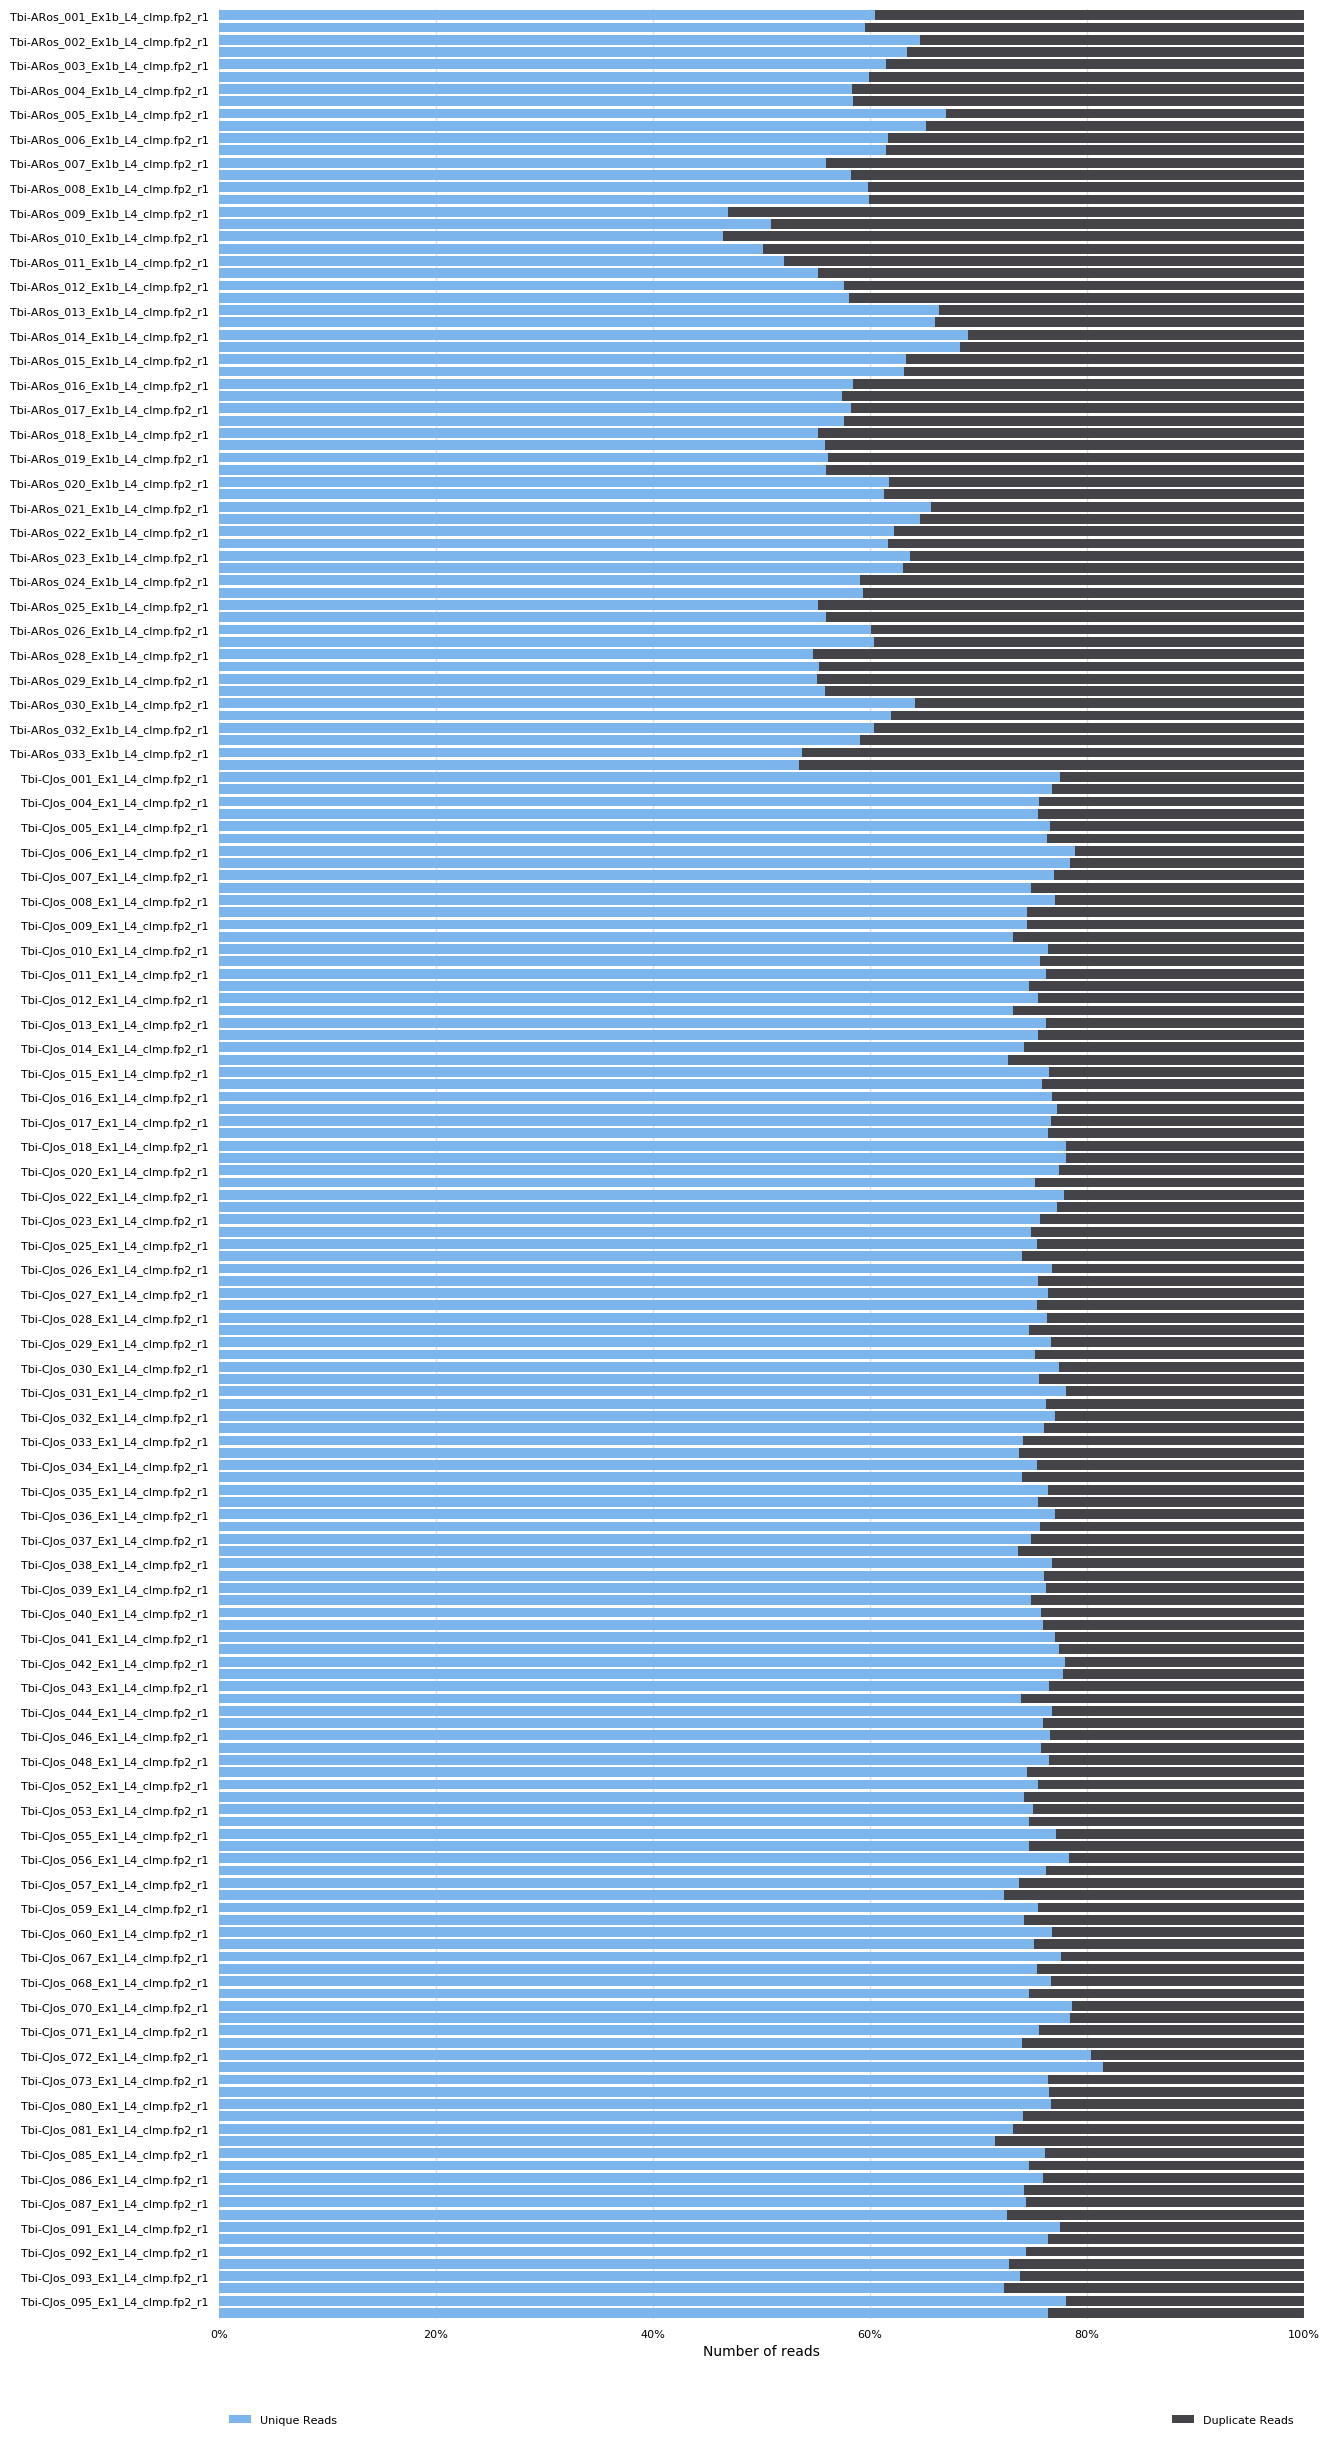 Tbi-ARos_001_Ex1b_L4_clmp.fp2_r1
Tbi-ARos_002_Ex1b_L4_clmp.fp2_r1
Tbi-ARos_003_Ex1b_L4_clmp.fp2_r1
Tbi-ARos_004_Ex1b_L4_clmp.fp2_r1
Tbi-ARos_005_Ex1b_L4_clmp.fp2_r1
Tbi-ARos_006_Ex1b_L4_clmp.fp2_r1
Tbi-ARos_007_Ex1b_L4_clmp.fp2_r1
Tbi-ARos_008_Ex1b_L4_clmp.fp2_r1
Tbi-ARos_009_Ex1b_L4_clmp.fp2_r1
Tbi-ARos_010_Ex1b_L4_clmp.fp2_r1
Tbi-ARos_011_Ex1b_L4_clmp.fp2_r1
Tbi-ARos_012_Ex1b_L4_clmp.fp2_r1
Tbi-ARos_013_Ex1b_L4_clmp.fp2_r1
Tbi-ARos_014_Ex1b_L4_clmp.fp2_r1
Tbi-ARos_015_Ex1b_L4_clmp.fp2_r1
Tbi-ARos_016_Ex1b_L4_clmp.fp2_r1
Tbi-ARos_017_Ex1b_L4_clmp.fp2_r1
Tbi-ARos_018_Ex1b_L4_clmp.fp2_r1
Tbi-ARos_019_Ex1b_L4_clmp.fp2_r1
Tbi-ARos_020_Ex1b_L4_clmp.fp2_r1
Tbi-ARos_021_Ex1b_L4_clmp.fp2_r1
Tbi-ARos_022_Ex1b_L4_clmp.fp2_r1
Tbi-ARos_023_Ex1b_L4_clmp.fp2_r1
Tbi-ARos_024_Ex1b_L4_clmp.fp2_r1
Tbi-ARos_025_Ex1b_L4_clmp.fp2_r1
Tbi-ARos_026_Ex1b_L4_clmp.fp2_r1
Tbi-ARos_028_Ex1b_L4_clmp.fp2_r1
Tbi-ARos_029_Ex1b_L4_clmp.fp2_r1
Tbi-ARos_030_Ex1b_L4_clmp.fp2_r1
Tbi-ARos_032_Ex1b_L4_clmp.fp2_r1
Tbi-ARos_033_Ex1b_L4_clmp.fp2_r1
Tbi-CJos_001_Ex1_L4_clmp.fp2_r1
Tbi-CJos_004_Ex1_L4_clmp.fp2_r1
Tbi-CJos_005_Ex1_L4_clmp.fp2_r1
Tbi-CJos_006_Ex1_L4_clmp.fp2_r1
Tbi-CJos_007_Ex1_L4_clmp.fp2_r1
Tbi-CJos_008_Ex1_L4_clmp.fp2_r1
Tbi-CJos_009_Ex1_L4_clmp.fp2_r1
Tbi-CJos_010_Ex1_L4_clmp.fp2_r1
Tbi-CJos_011_Ex1_L4_clmp.fp2_r1
Tbi-CJos_012_Ex1_L4_clmp.fp2_r1
Tbi-CJos_013_Ex1_L4_clmp.fp2_r1
Tbi-CJos_014_Ex1_L4_clmp.fp2_r1
Tbi-CJos_015_Ex1_L4_clmp.fp2_r1
Tbi-CJos_016_Ex1_L4_clmp.fp2_r1
Tbi-CJos_017_Ex1_L4_clmp.fp2_r1
Tbi-CJos_018_Ex1_L4_clmp.fp2_r1
Tbi-CJos_020_Ex1_L4_clmp.fp2_r1
Tbi-CJos_022_Ex1_L4_clmp.fp2_r1
Tbi-CJos_023_Ex1_L4_clmp.fp2_r1
Tbi-CJos_025_Ex1_L4_clmp.fp2_r1
Tbi-CJos_026_Ex1_L4_clmp.fp2_r1
Tbi-CJos_027_Ex1_L4_clmp.fp2_r1
Tbi-CJos_028_Ex1_L4_clmp.fp2_r1
Tbi-CJos_029_Ex1_L4_clmp.fp2_r1
Tbi-CJos_030_Ex1_L4_clmp.fp2_r1
Tbi-CJos_031_Ex1_L4_clmp.fp2_r1
Tbi-CJos_032_Ex1_L4_clmp.fp2_r1
Tbi-CJos_033_Ex1_L4_clmp.fp2_r1
Tbi-CJos_034_Ex1_L4_clmp.fp2_r1
Tbi-CJos_035_Ex1_L4_clmp.fp2_r1
Tbi-CJos_036_Ex1_L4_clmp.fp2_r1
Tbi-CJos_037_Ex1_L4_clmp.fp2_r1
Tbi-CJos_038_Ex1_L4_clmp.fp2_r1
Tbi-CJos_039_Ex1_L4_clmp.fp2_r1
Tbi-CJos_040_Ex1_L4_clmp.fp2_r1
Tbi-CJos_041_Ex1_L4_clmp.fp2_r1
Tbi-CJos_042_Ex1_L4_clmp.fp2_r1
Tbi-CJos_043_Ex1_L4_clmp.fp2_r1
Tbi-CJos_044_Ex1_L4_clmp.fp2_r1
Tbi-CJos_046_Ex1_L4_clmp.fp2_r1
Tbi-CJos_048_Ex1_L4_clmp.fp2_r1
Tbi-CJos_052_Ex1_L4_clmp.fp2_r1
Tbi-CJos_053_Ex1_L4_clmp.fp2_r1
Tbi-CJos_055_Ex1_L4_clmp.fp2_r1
Tbi-CJos_056_Ex1_L4_clmp.fp2_r1
Tbi-CJos_057_Ex1_L4_clmp.fp2_r1
Tbi-CJos_059_Ex1_L4_clmp.fp2_r1
Tbi-CJos_060_Ex1_L4_clmp.fp2_r1
Tbi-CJos_067_Ex1_L4_clmp.fp2_r1
Tbi-CJos_068_Ex1_L4_clmp.fp2_r1
Tbi-CJos_070_Ex1_L4_clmp.fp2_r1
Tbi-CJos_071_Ex1_L4_clmp.fp2_r1
Tbi-CJos_072_Ex1_L4_clmp.fp2_r1
Tbi-CJos_073_Ex1_L4_clmp.fp2_r1
Tbi-CJos_080_Ex1_L4_clmp.fp2_r1
Tbi-CJos_081_Ex1_L4_clmp.fp2_r1
Tbi-CJos_085_Ex1_L4_clmp.fp2_r1
Tbi-CJos_086_Ex1_L4_clmp.fp2_r1
Tbi-CJos_087_Ex1_L4_clmp.fp2_r1
Tbi-CJos_091_Ex1_L4_clmp.fp2_r1
Tbi-CJos_092_Ex1_L4_clmp.fp2_r1
Tbi-CJos_093_Ex1_L4_clmp.fp2_r1
Tbi-CJos_095_Ex1_L4_clmp.fp2_r1
0% 20% 40% 60% 80% 100%
Number of reads
Unique Reads Duplicate Reads